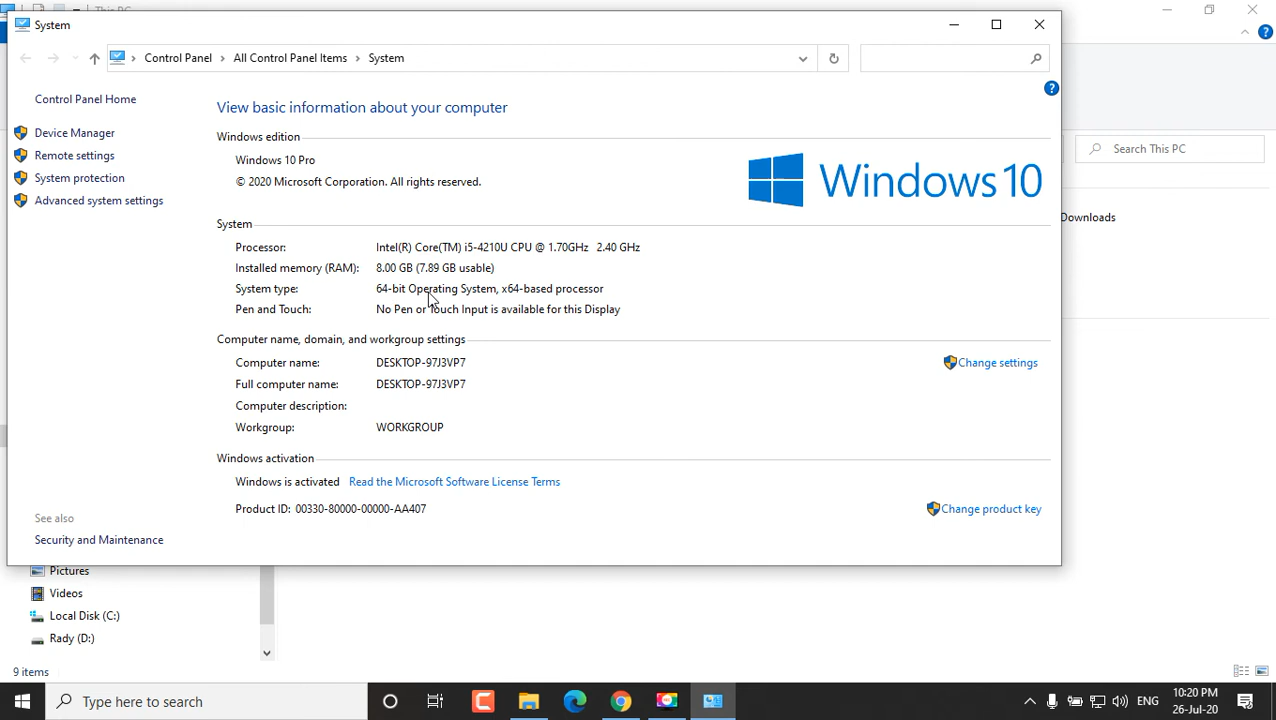 This PC
System
Control Panel > All Control Panel Items > System
Control Panel Home
Device Manager
Remote settings
System protection
Advanced system settings
See also
Security and Maintenance
View basic information about your computer
Windows edition
Windows 10 Pro
© 2020 Microsoft Corporation. All rights reserved.
Windows 10
System
Processor: Intel(R) Core(TM) i5-4210U CPU @ 1.70GHz 2.40 GHz
Installed memory (RAM): 8.00 GB (7.89 GB usable)
System type: 64-bit Operating System, x64-based processor
Pen and Touch: No Pen or Touch Input is available for this Display
Computer name, domain, and workgroup settings
Computer name: DESKTOP-97J3VP7
Change settings
Full computer name: DESKTOP-97J3VP7
Computer description:
Workgroup: WORKGROUP
Windows activation
Windows is activated Read the Microsoft Software License Terms
Product ID: 00330-80000-00000-AA407
Change product key
Search This PC
Downloads
Pictures
Videos
Local Disk (C:)
Rady (D:)
9 items
Type here to search
ENG
10:20 PM
26-Jul-20